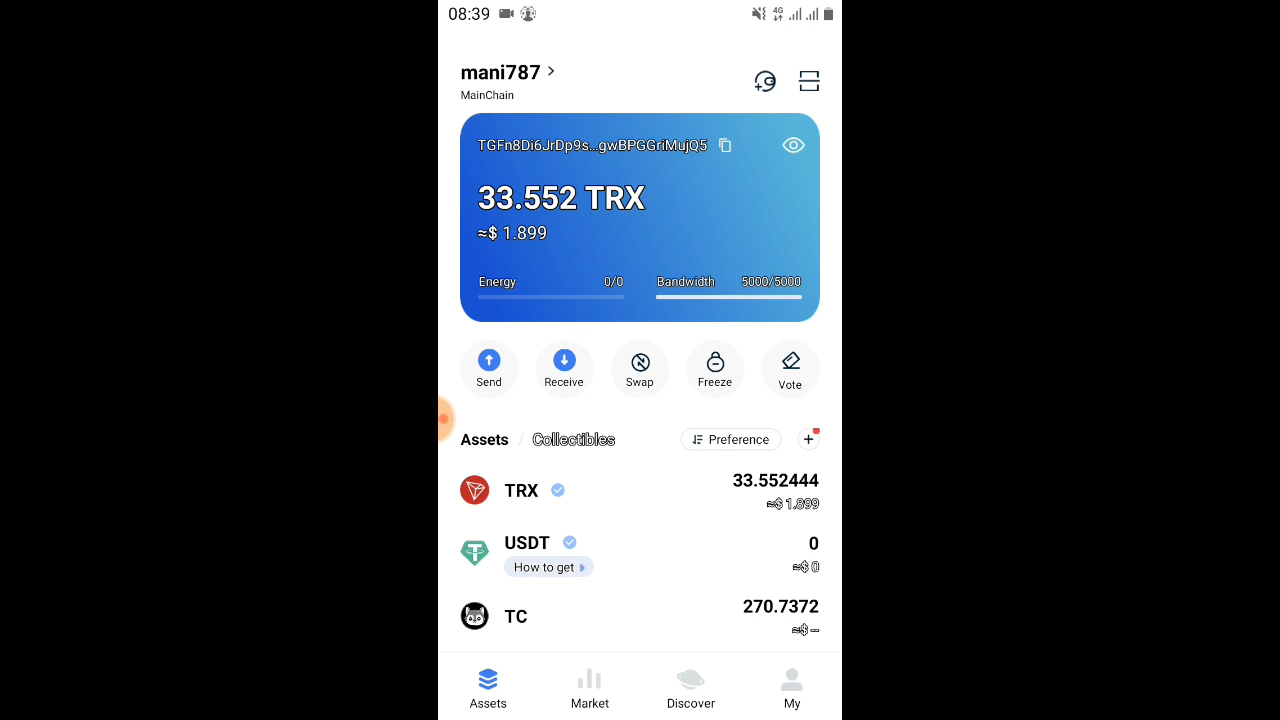 08:39
4G
mani787 >
MainChain
TGFn8Di6JrDp9s...gwBPGGriMujQ5
33.552 TRX
≈$ 1.899
Energy 0/0 Bandwidth 5000/5000
Send Receive Swap Freeze Vote
Assets / Collectibles Preference +
TRX 33.552444
≈$ 1.899
USDT 0
How to get ≈$ 0
TC 270.7372
≈$ --
Assets Market Discover My